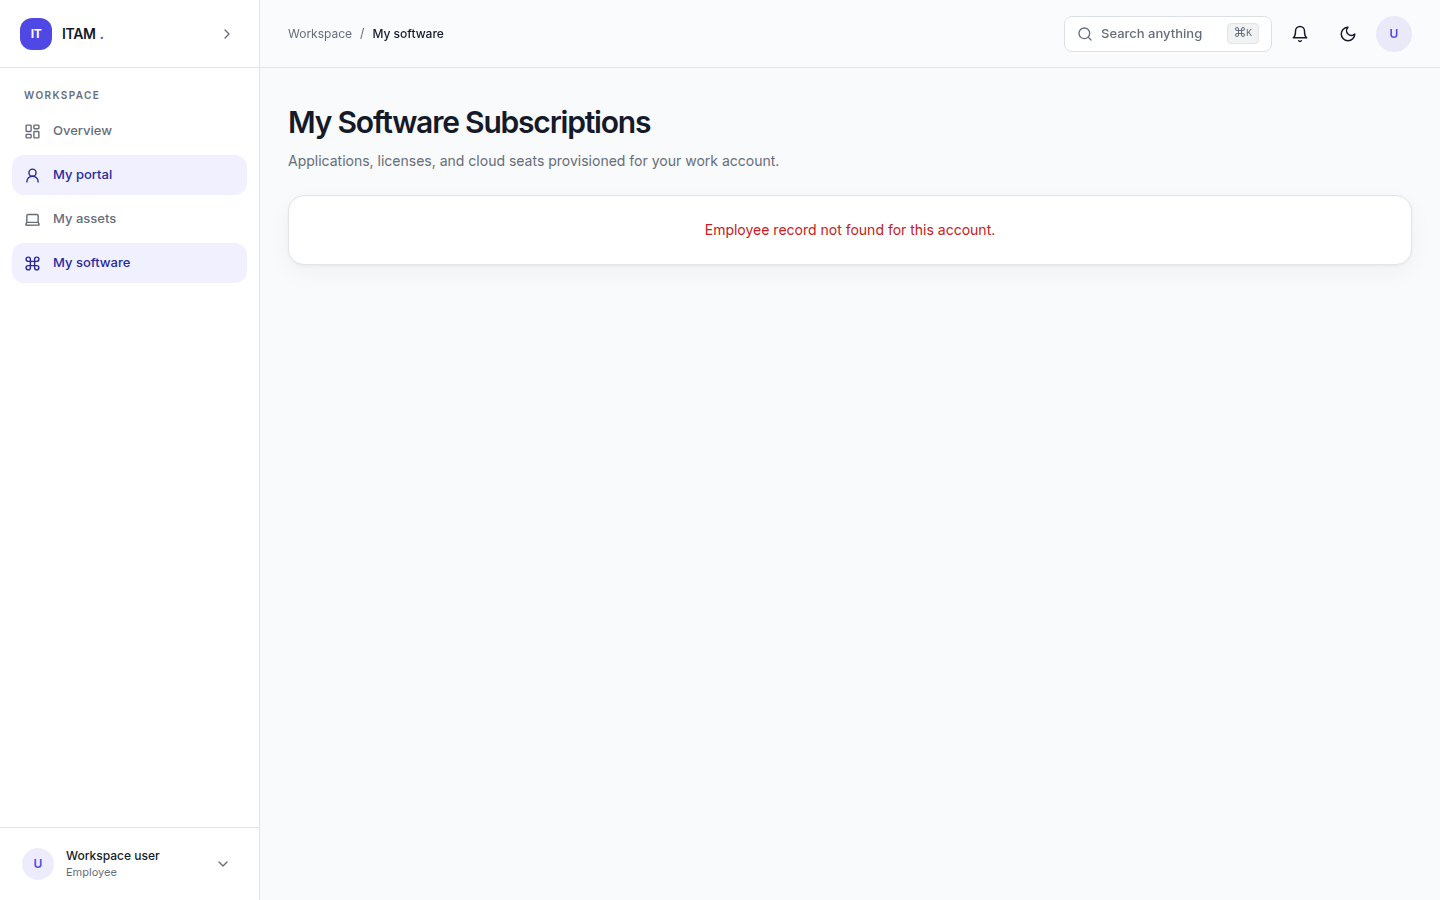 IT ITAM .
Workspace / My software
Search anything ⌘K
U
WORKSPACE
Overview
My portal
My assets
My software
My Software Subscriptions
Applications, licenses, and cloud seats provisioned for your work account.
Employee record not found for this account.
U
Workspace user
Employee